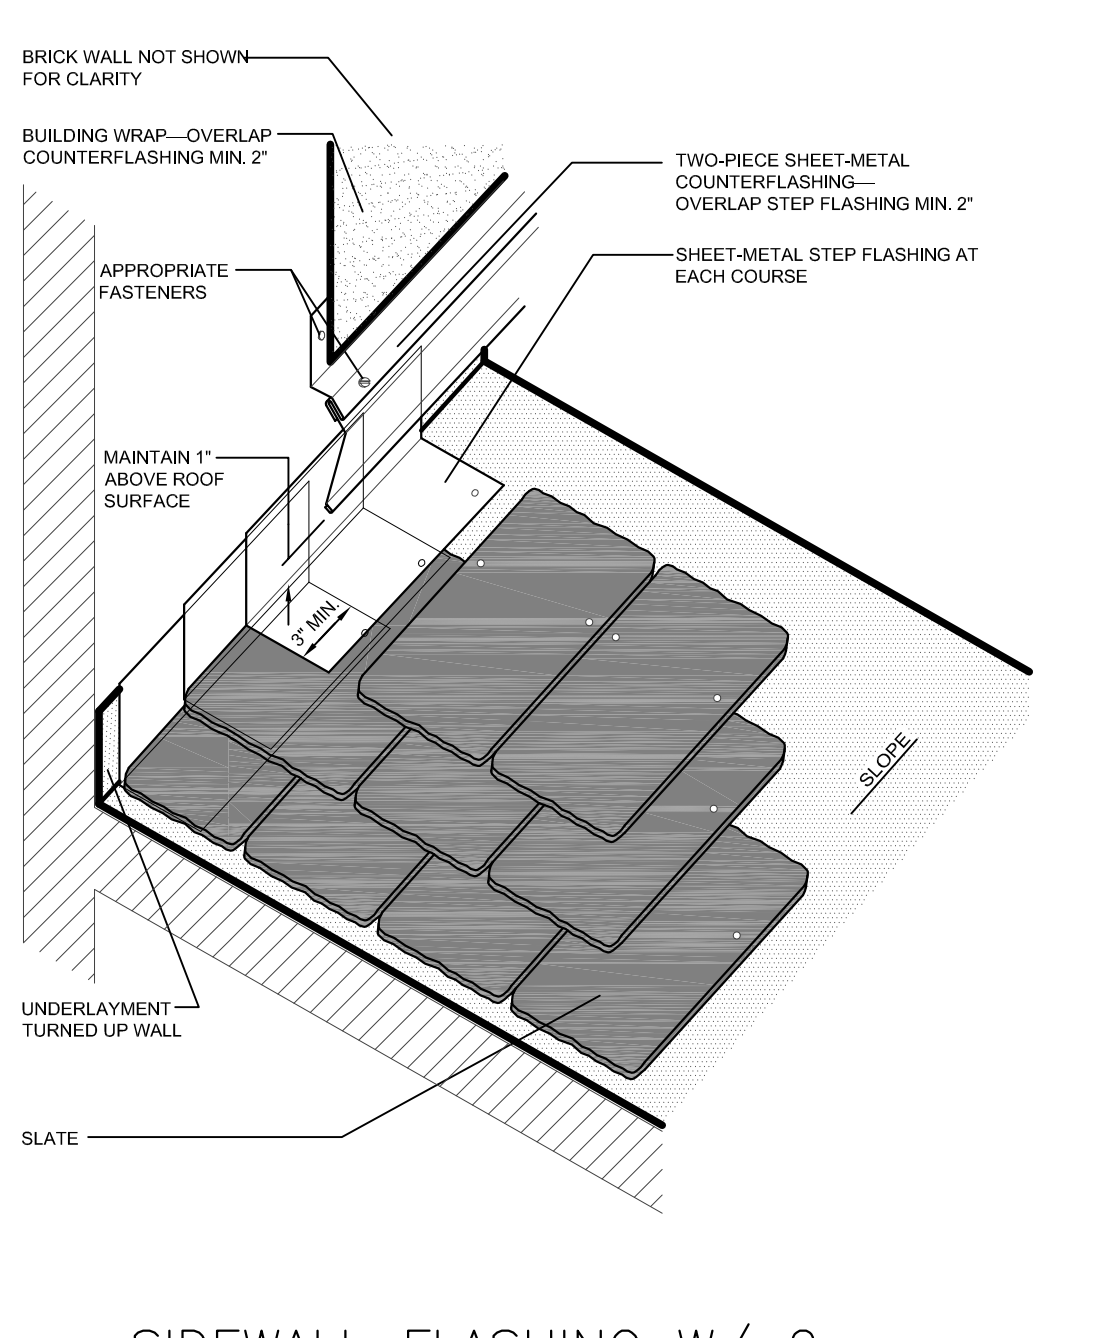 BRICK WALL NOT SHOWN
FOR CLARITY
BUILDING WRAP—OVERLAP
COUNTERFLASHING MIN. 2"
TWO-PIECE SHEET-METAL
COUNTERFLASHING—
OVERLAP STEP FLASHING MIN. 2"
SHEET-METAL STEP FLASHING AT
EACH COURSE
APPROPRIATE
FASTENERS
MAINTAIN 1"
ABOVE ROOF
SURFACE
3" MIN.
SLOPE
UNDERLAYMENT
TURNED UP WALL
SLATE
SIDEWALL FLASHING W/